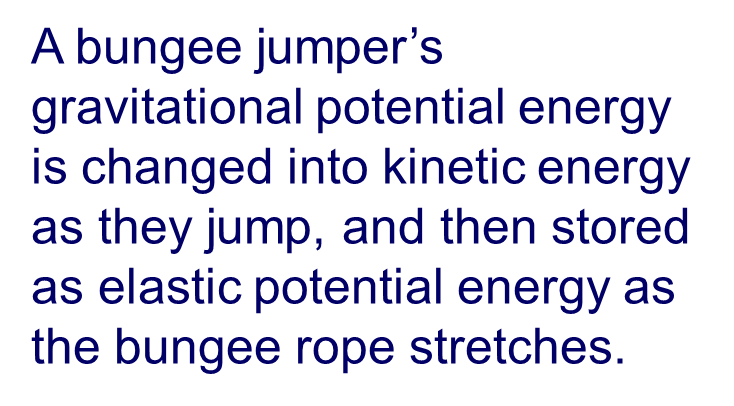 A bungee jumper’s
gravitational potential energy
is changed into kinetic energy
as they jump, and then stored
as elastic potential energy as
the bungee rope stretches.